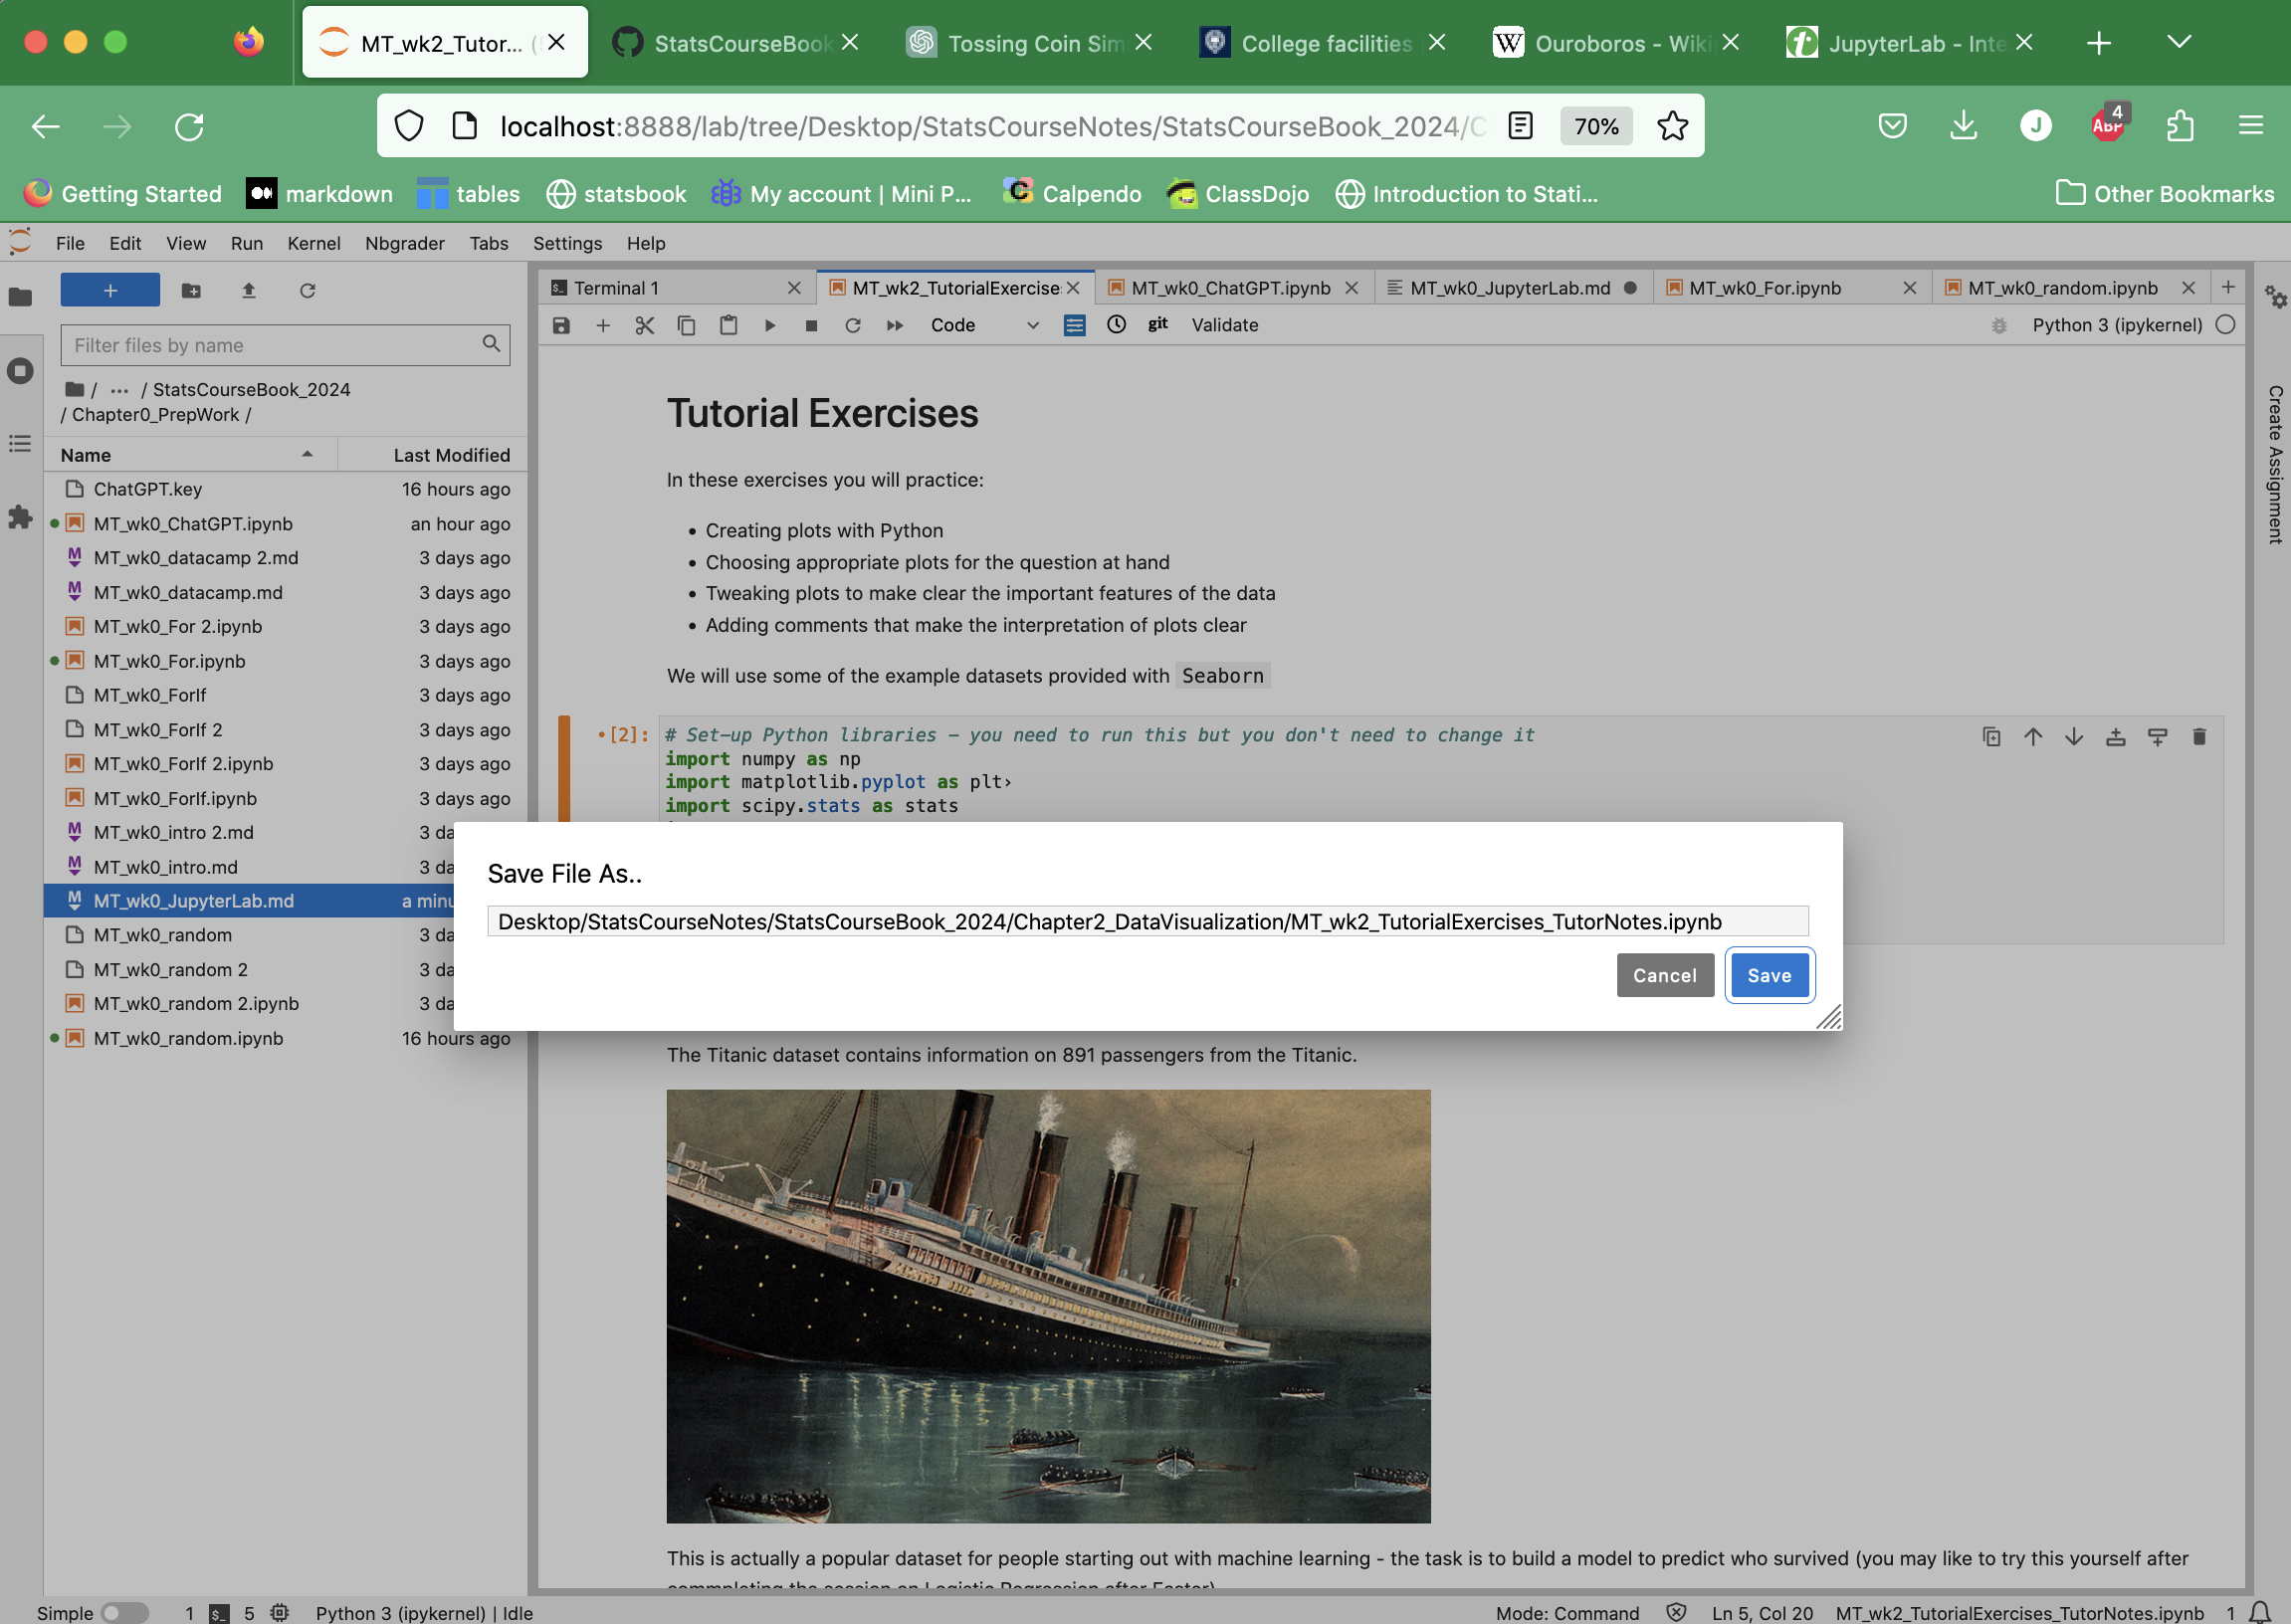 MT_wk2_Tutor... (
StatsCourseBook
Tossing Coin Sim
College facilities
Ouroboros - Wiki
JupyterLab - Inte
localhost:8888/lab/tree/Desktop/StatsCourseNotes/StatsCourseBook_2024/C
70%
J
ABP
4
Getting Started
markdown
tables
statsbook
My account | Mini P...
Calpendo
ClassDojo
Introduction to Stati...
Other Bookmarks
File Edit View Run Kernel Nbgrader Tabs Settings Help
Filter files by name
/ ... / StatsCourseBook_2024
/ Chapter0_PrepWork /
Name Last Modified
ChatGPT.key 16 hours ago
MT_wk0_ChatGPT.ipynb an hour ago
MT_wk0_datacamp 2.md 3 days ago
MT_wk0_datacamp.md 3 days ago
MT_wk0_For 2.ipynb 3 days ago
MT_wk0_For.ipynb 3 days ago
MT_wk0_ForIf 3 days ago
MT_wk0_ForIf 2 3 days ago
MT_wk0_ForIf 2.ipynb 3 days ago
MT_wk0_ForIf.ipynb 3 days ago
MT_wk0_intro 2.md 3 da
MT_wk0_intro.md 3 da
MT_wk0_JupyterLab.md a minu
MT_wk0_random 3 da
MT_wk0_random 2 3 da
MT_wk0_random 2.ipynb 3 da
MT_wk0_random.ipynb 16 hours ago
Terminal 1
MT_wk2_TutorialExercise
MT_wk0_ChatGPT.ipynb
MT_wk0_JupyterLab.md
MT_wk0_For.ipynb
MT_wk0_random.ipynb
Code
git
Validate
Python 3 (ipykernel)
Create Assignment
Tutorial Exercises
In these exercises you will practice:
• Creating plots with Python
• Choosing appropriate plots for the question at hand
• Tweaking plots to make clear the important features of the data
• Adding comments that make the interpretation of plots clear
We will use some of the example datasets provided with Seaborn
•[2]:
# Set-up Python libraries - you need to run this but you don't need to change it
import numpy as np
import matplotlib.pyplot as plt›
import scipy.stats as stats
Save File As..
Desktop/StatsCourseNotes/StatsCourseBook_2024/Chapter2_DataVisualization/MT_wk2_TutorialExercises_TutorNotes.ipynb
Cancel Save
The Titanic dataset contains information on 891 passengers from the Titanic.
This is actually a popular dataset for people starting out with machine learning - the task is to build a model to predict who survived (you may like to try this yourself after
Simple 1 $_ 5 Python 3 (ipykernel) | Idle
Mode: Command Ln 5, Col 20 MT_wk2_TutorialExercises_TutorNotes.ipynb 1